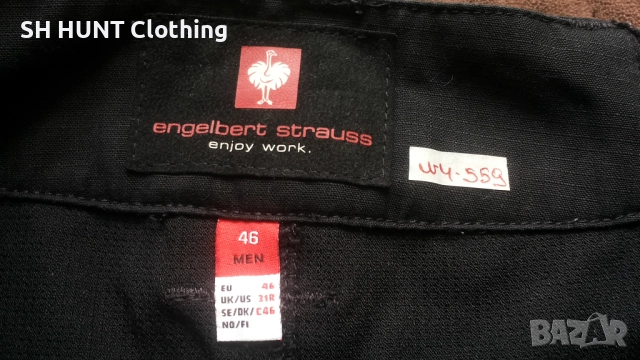 SH HUNT Clothing
engelbert strauss
enjoy work.
WY-559
46
MEN
EU 46
UK/US 31R
SE/DK/ C46
NO/FI
BAZAR